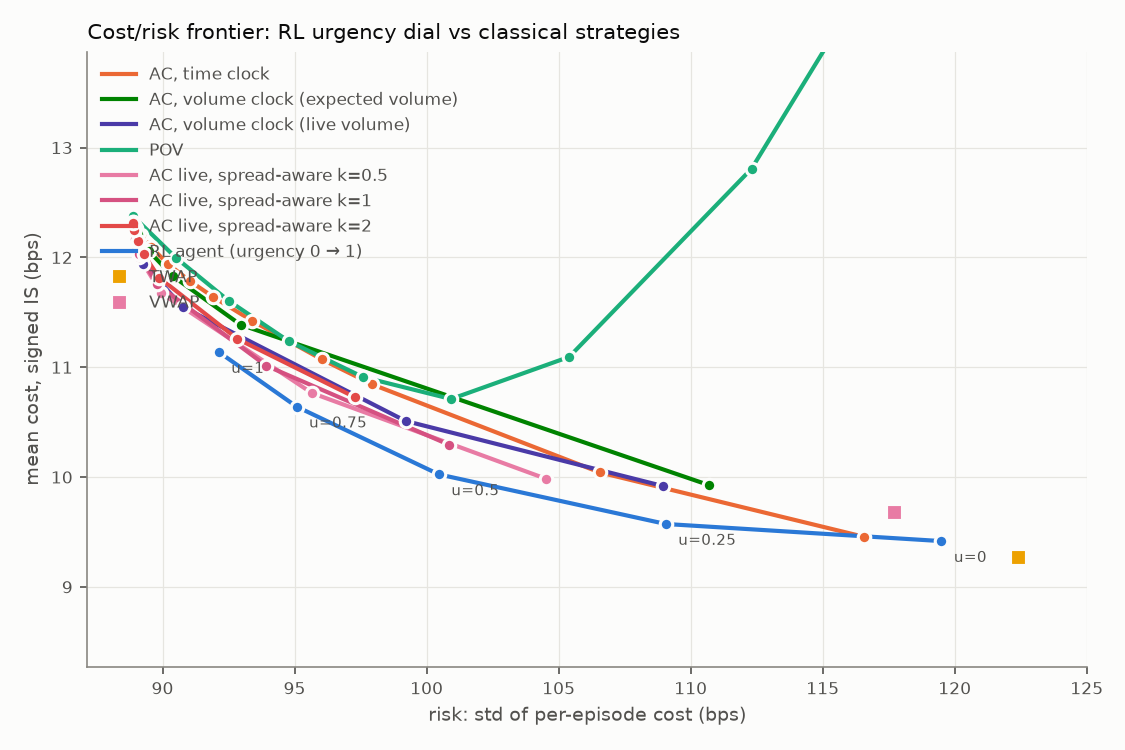 Cost/risk frontier: RL urgency dial vs classical strategies
AC, time clock
AC, volume clock (expected volume)
AC, volume clock (live volume)
POV
AC live, spread-aware k=0.5
AC live, spread-aware k=1
AC live, spread-aware k=2
RL agent (urgency 0 → 1)
TWAP
VWAP
u=1
u=0.75
u=0.5
u=0.25
u=0
13
12
11
10
9
mean cost, signed IS (bps)
90
95
100
105
110
115
120
125
risk: std of per-episode cost (bps)